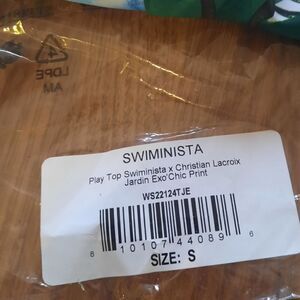 4
LDPE
AM
SWIMINISTA
Play Top Swiminista x Christian Lacroix
Jardin Exo'Chic Print
WS22124TJE
8 10107 44089 6
SIZE: S